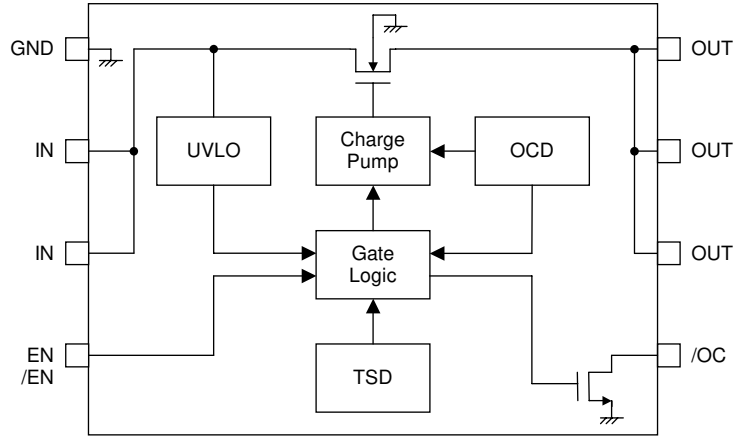 GND
OUT
IN
UVLO
Charge
Pump
OCD
OUT
IN
Gate
Logic
OUT
EN
/EN
TSD
/OC